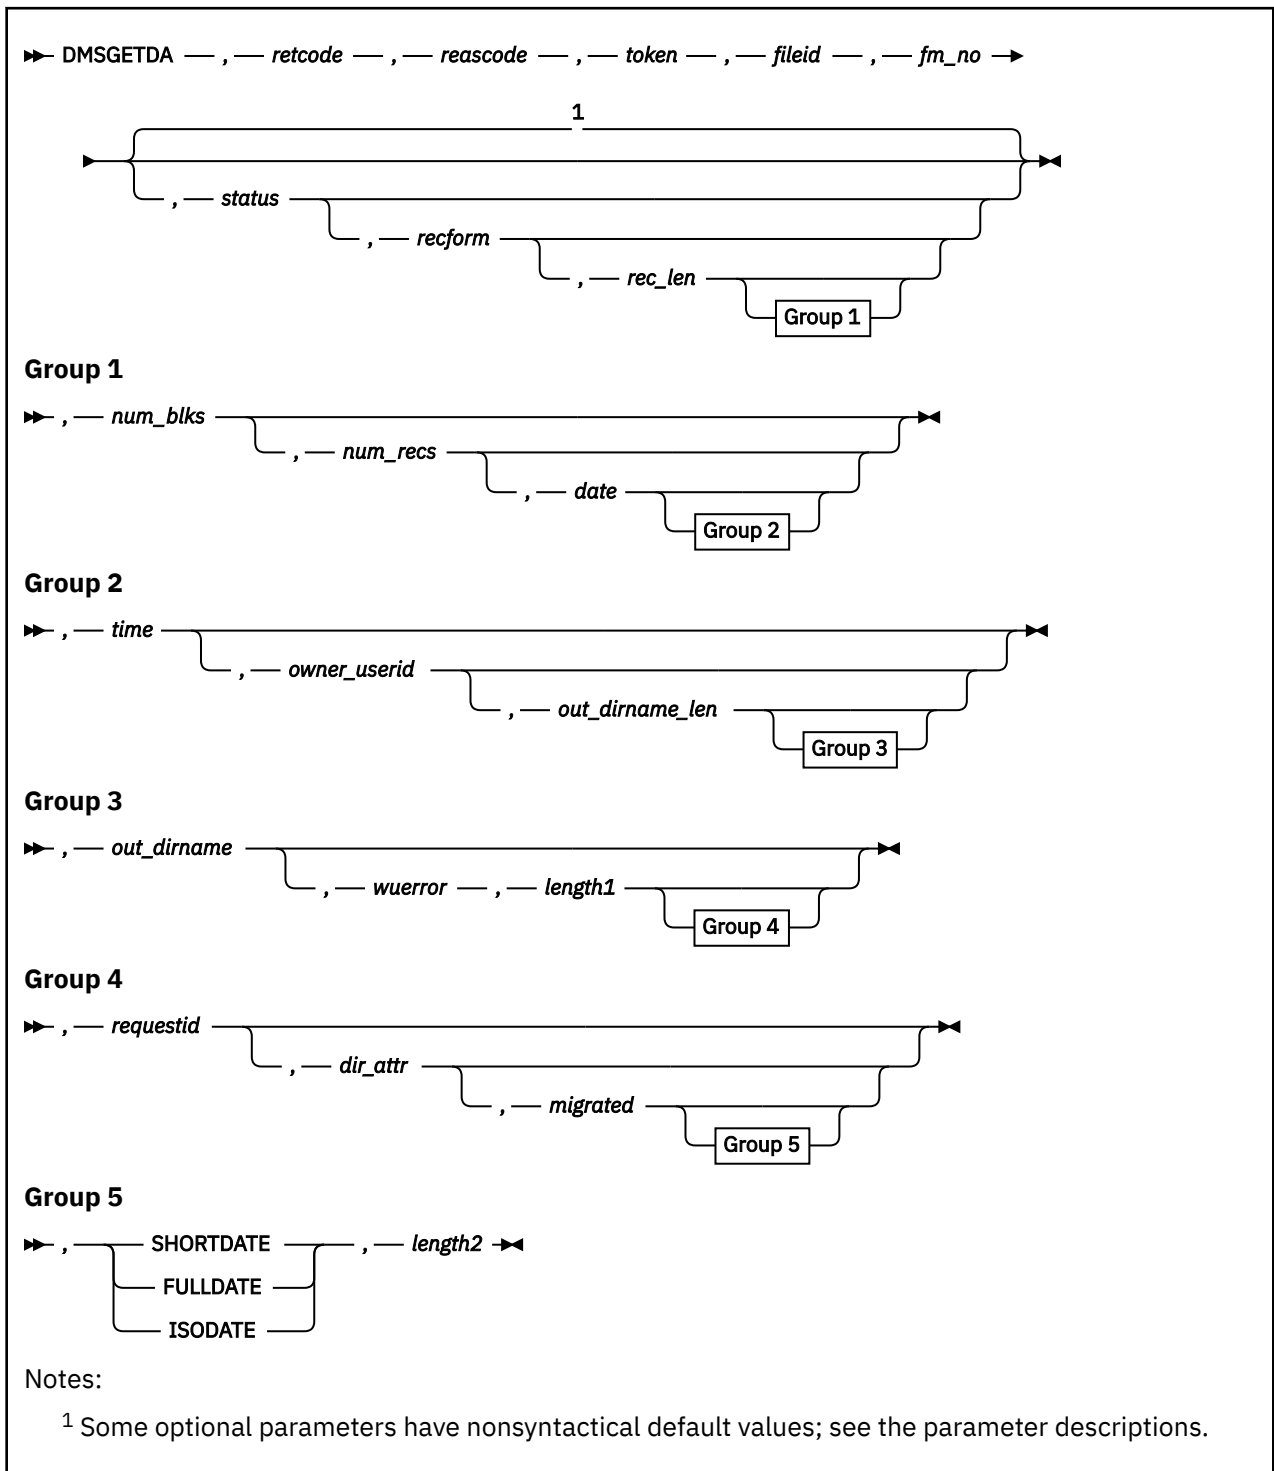 DMSGETDA , retcode , reascode , token , fileid , fm_no
1
, status
, recform
, rec_len
Group 1
Group 1
, num_blks
, num_recs
, date
Group 2
Group 2
, time
, owner_userid
, out_dirname_len
Group 3
Group 3
, out_dirname
, wuerror , length1
Group 4
Group 4
, requestid
, dir_attr
, migrated
Group 5
Group 5
, SHORTDATE , length2
FULLDATE
ISODATE
Notes:
1 Some optional parameters have nonsyntactical default values; see the parameter descriptions.